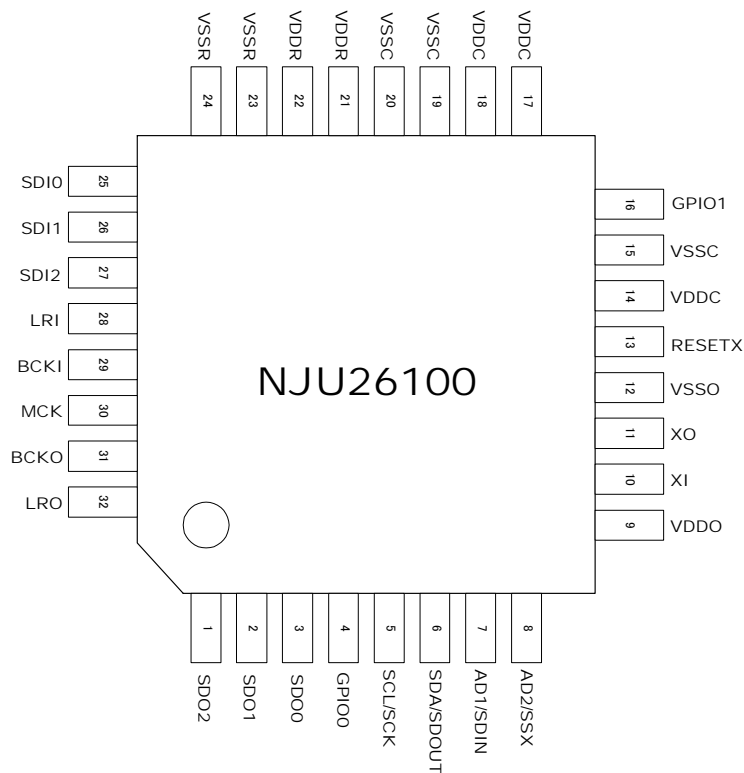 VSSR
VSSR
VDDR
VDDR
VSSC
VSSC
VDDC
VDDC
24
23
22
21
20
19
18
17
SDI0 25
SDI1 26
SDI2 27
LRI 28
BCKI 29
MCK 30
BCKO 31
LRO 32
NJU26100
16 GPIO1
15 VSSC
14 VDDC
13 RESETX
12 VSSO
11 XO
10 XI
9 VDDO
1
2
3
4
5
6
7
8
SDO2
SDO1
SDO0
GPIO0
SCL/SCK
SDA/SDOUT
AD1/SDIN
AD2/SSX